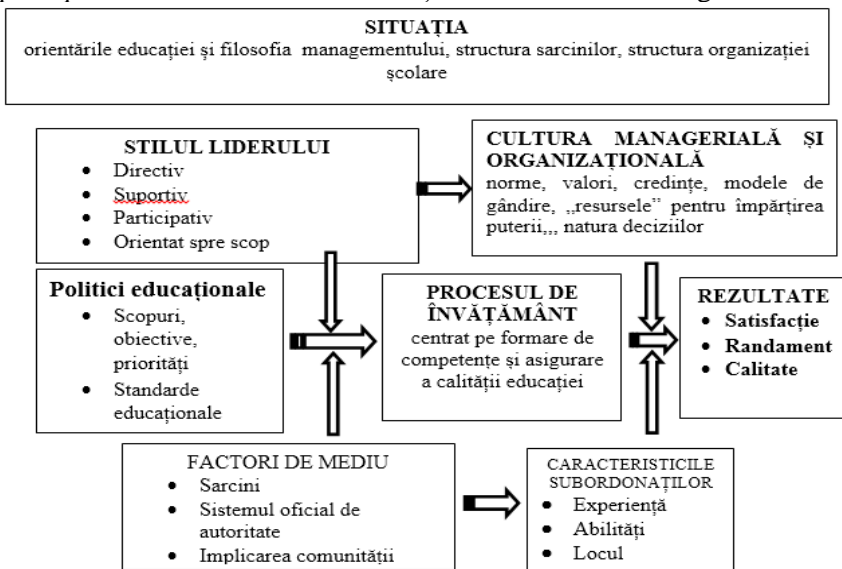 SITUAȚIA
orientările educației și filosofia managementului, structura sarcinilor, structura organizației
școlare
STILUL LIDERULUI
• Directiv
• Suportiv
• Participativ
• Orientat spre scop
CULTURA MANAGERIALĂ ȘI
ORGANIZAȚIONALĂ
norme, valori, credințe, modele de
gândire, ,,resursele” pentru împărțirea
puterii,,, natura deciziilor
Politici educaționale
• Scopuri,
obiective,
priorități
• Standarde
educaționale
PROCESUL DE
ÎNVĂȚĂMÂNT
centrat pe formare de
competențe și asigurare
a calității educației
REZULTATE
• Satisfacție
• Randament
• Calitate
FACTORI DE MEDIU
• Sarcini
• Sistemul oficial de
autoritate
• Implicarea comunității
CARACTERISTICILE
SUBORDONAȚILOR
• Experiență
• Abilități
• Locul